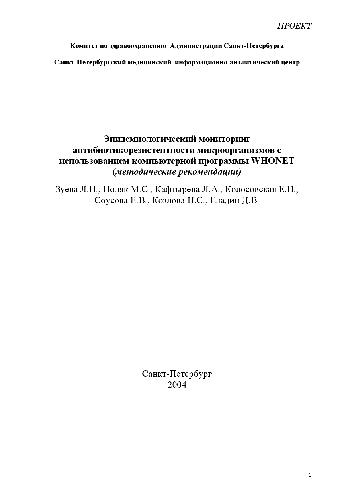 ПРОЕКТ
Комитет по здравоохранению Администрации Санкт-Петербурга
Санкт-Петербургский медицинский информационно-аналитический центр
Эпидемиологический мониторинг
антибиотикорезистентности микроорганизмов с
использованием компьютерной программы WHONET
(методические рекомендации)
Зуева Л.П., Поляк М.С., Кафтырева Л.А., Колосовская Е.Н.,
Соусова Е.В., Козлова Н.С., Гладин Д.П.
Санкт-Петербург
2004
1